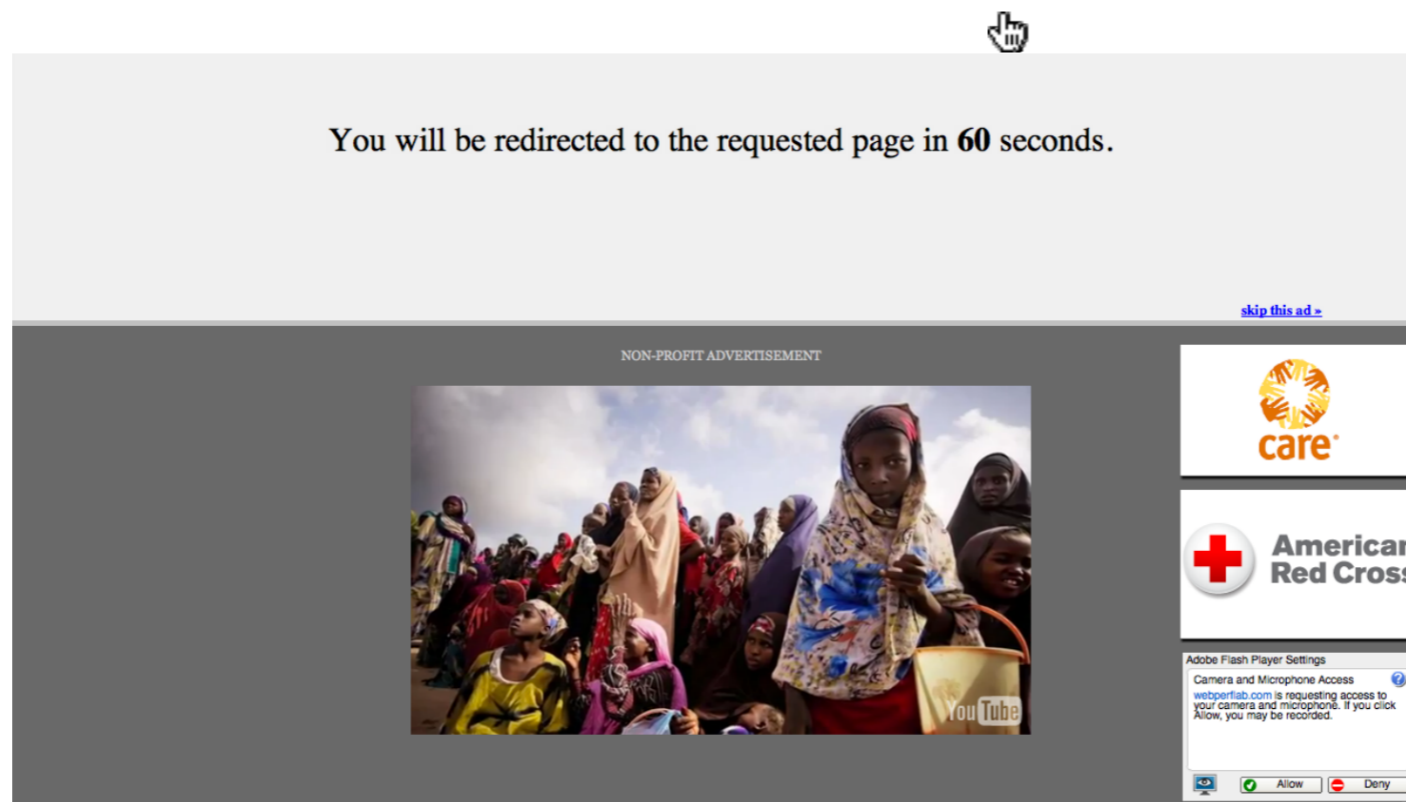 You will be redirected to the requested page in 60 seconds.
skip this ad »
NON-PROFIT ADVERTISEMENT
care®
American
Red Cross
YouTube
Adobe Flash Player Settings
Camera and Microphone Access
webperflab.com is requesting access to
your camera and microphone. If you click
Allow, you may be recorded.
Allow
Deny